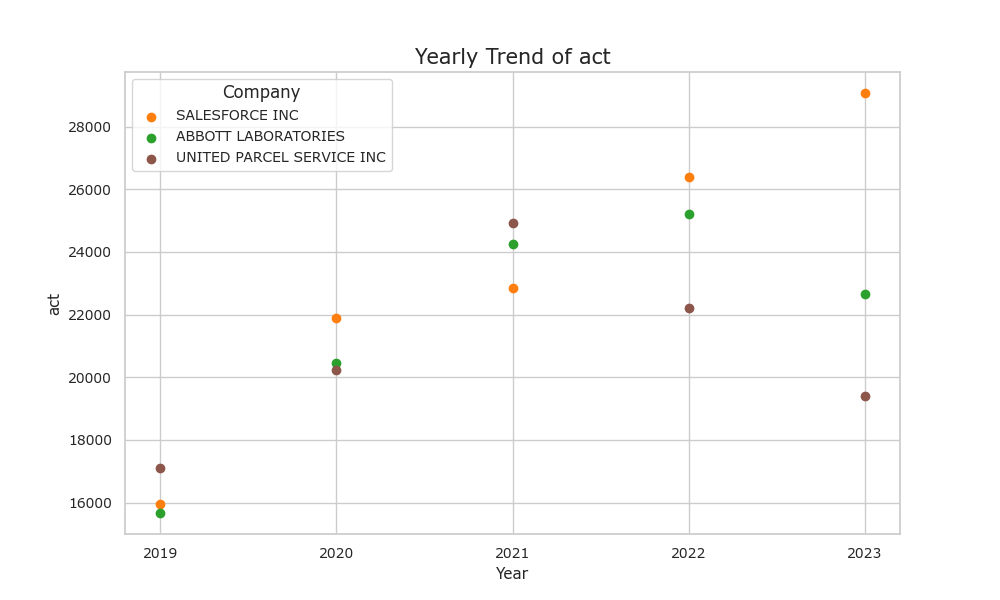 Yearly Trend of act
Company
SALESFORCE INC
ABBOTT LABORATORIES
UNITED PARCEL SERVICE INC
28000
26000
24000
22000
20000
18000
16000
act
2019 2020 2021 2022 2023
Year